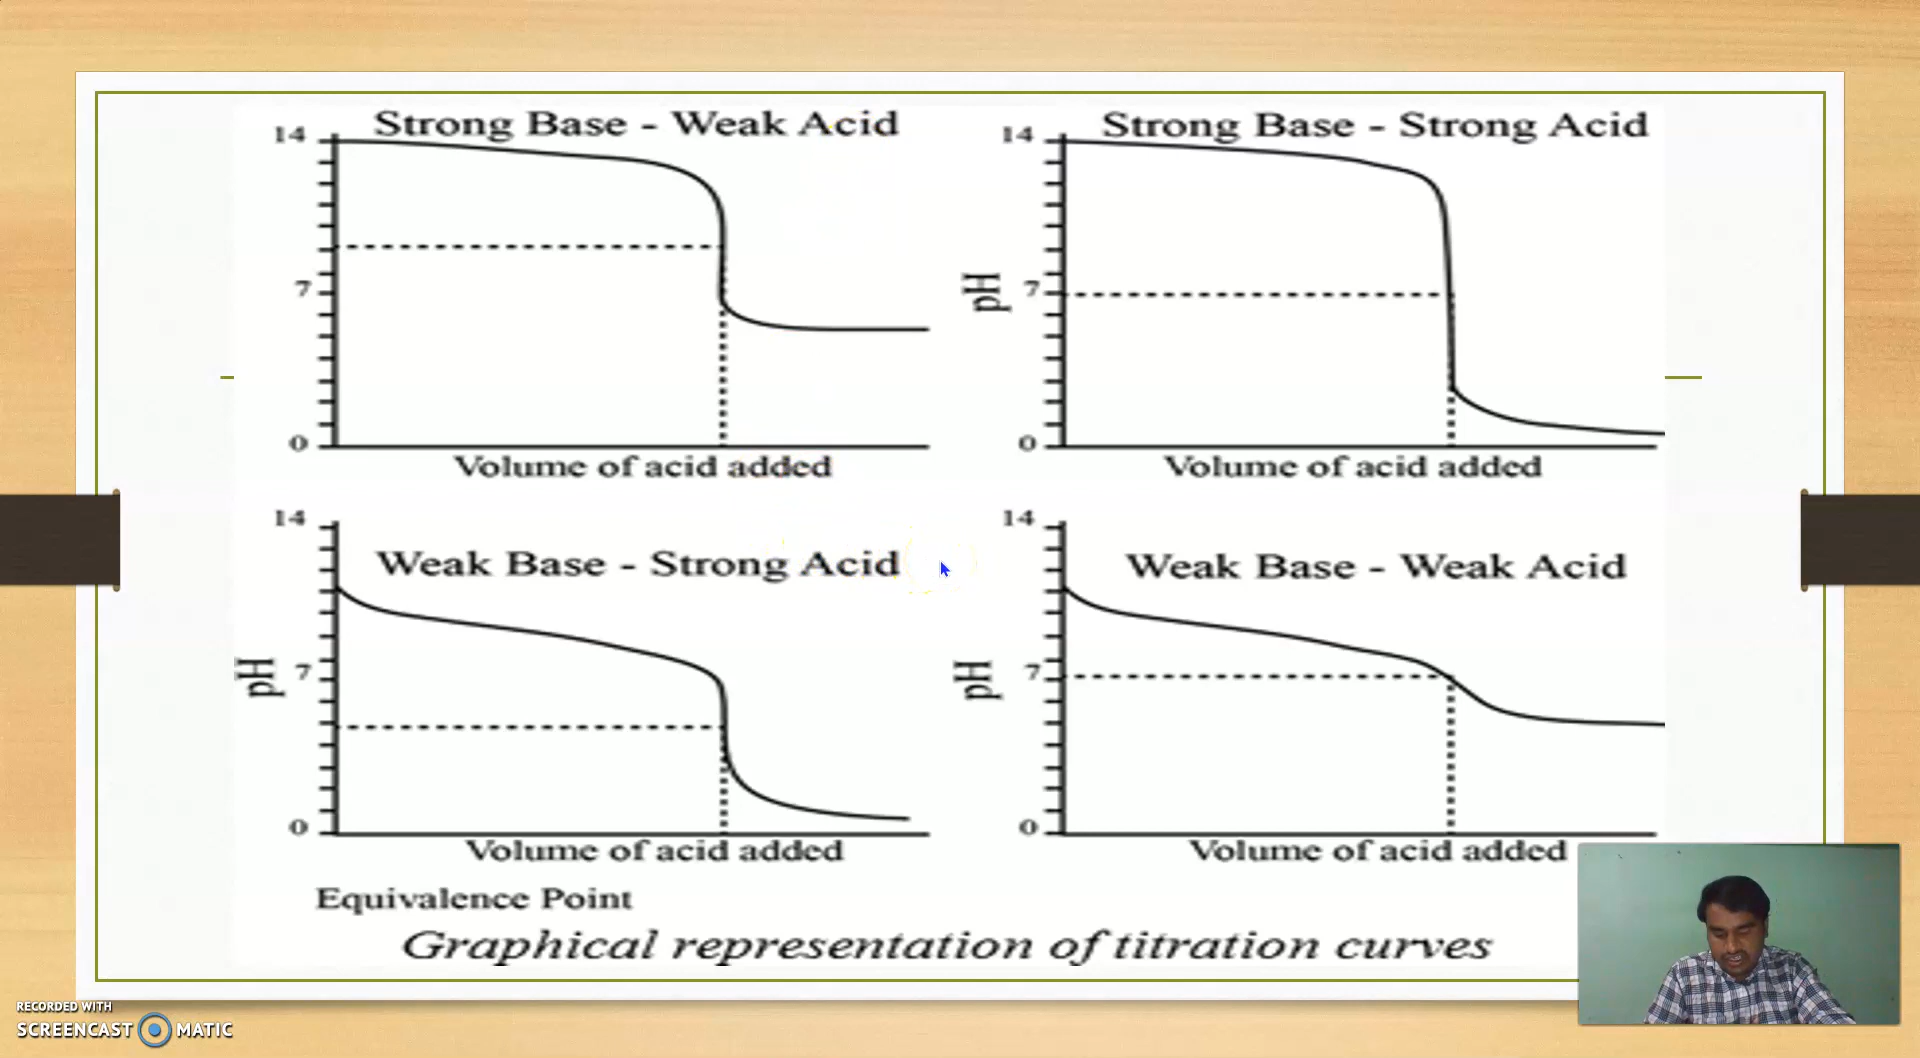 Strong Base - Weak Acid
14
7
0
Volume of acid added
Strong Base - Strong Acid
14
pH
7
0
Volume of acid added
14
Weak Base - Strong Acid
pH
7
0
Volume of acid added
14
Weak Base - Weak Acid
pH
7
0
Volume of acid added
Equivalence Point
Graphical representation of titration curves
RECORDED WITH
SCREENCAST MATIC